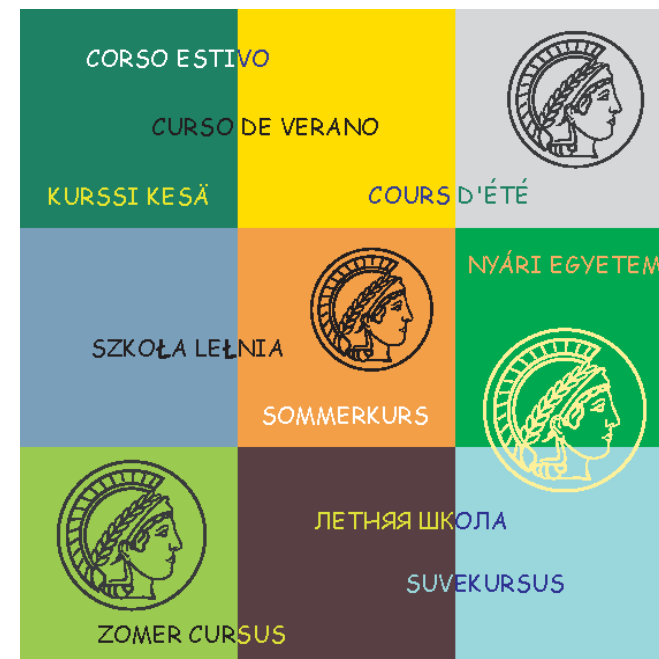 CORSO ESTIVO
CURSO DE VERANO
KURSSI KESÄ
COURS D'ÉTÉ
NYÁRI EGYETEM
SZKOŁA LEŁNIA
SOMMERKURS
ЛЕТНЯЯ ШКОЛА
SUVEKURSUS
ZOMER CURSUS